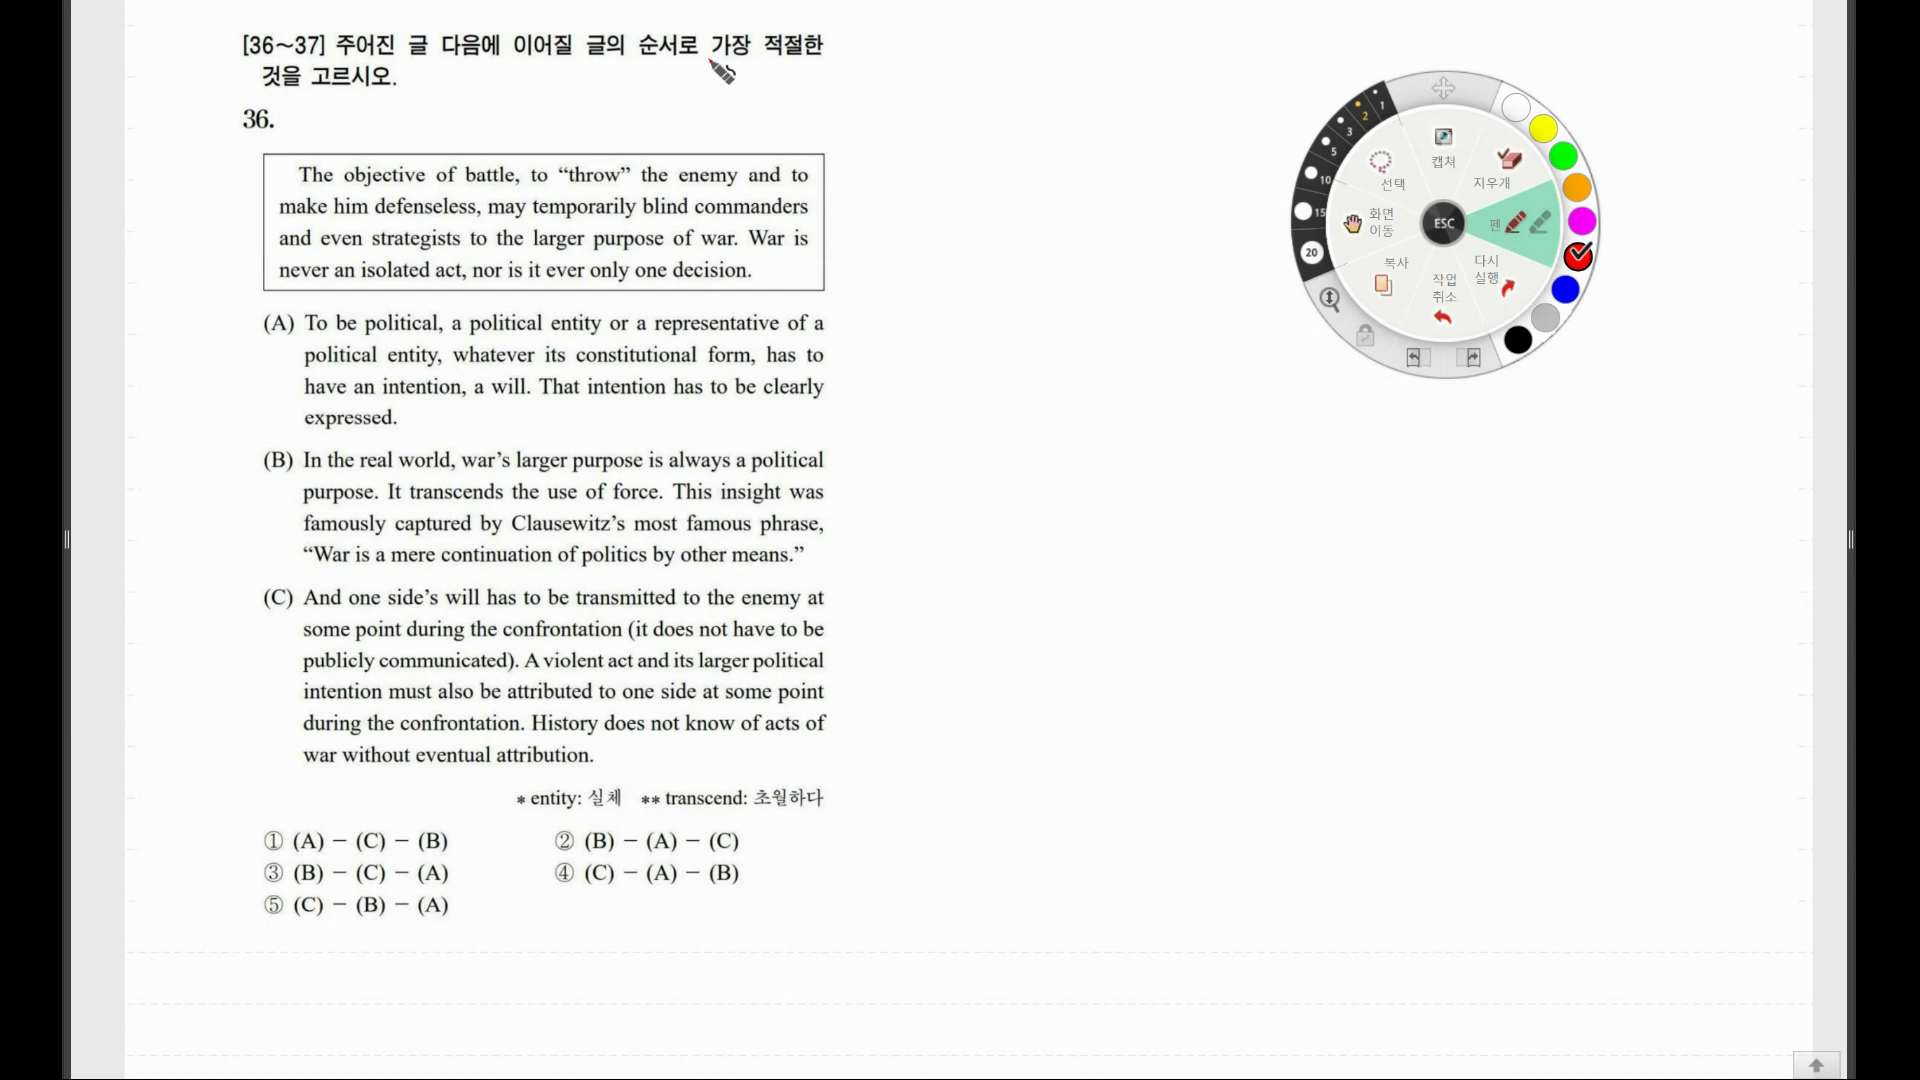 [36~37] 주어진 글 다음에 이어질 글의 순서로 가장 적절한
것을 고르시오.
36.
The objective of battle, to “throw” the enemy and to
make him defenseless, may temporarily blind commanders
and even strategists to the larger purpose of war. War is
never an isolated act, nor is it ever only one decision.
(A) To be political, a political entity or a representative of a
political entity, whatever its constitutional form, has to
have an intention, a will. That intention has to be clearly
expressed.
(B) In the real world, war’s larger purpose is always a political
purpose. It transcends the use of force. This insight was
famously captured by Clausewitz’s most famous phrase,
“War is a mere continuation of politics by other means.”
(C) And one side’s will has to be transmitted to the enemy at
some point during the confrontation (it does not have to be
publicly communicated). A violent act and its larger political
intention must also be attributed to one side at some point
during the confrontation. History does not know of acts of
war without eventual attribution.
* entity: 실체 ** transcend: 초월하다
① (A) - (C) - (B) ② (B) - (A) - (C)
③ (B) - (C) - (A) ④ (C) - (A) - (B)
⑤ (C) - (B) - (A)
1
2
3
5
10
15
20
캡쳐
선택
지우개
화면
이동
ESC
펜
복사
작업
취소
다시
실행